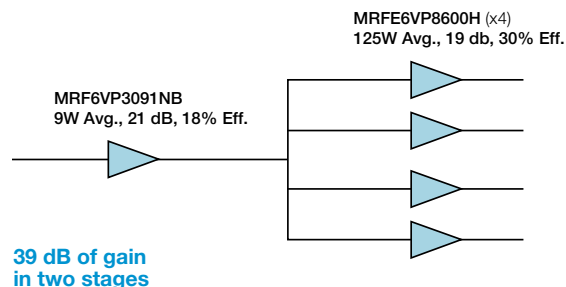 MRFE6VP8600H (x4)
125W Avg., 19 db, 30% Eff.
MRF6VP3091NB
9W Avg., 21 dB, 18% Eff.
39 dB of gain
in two stages